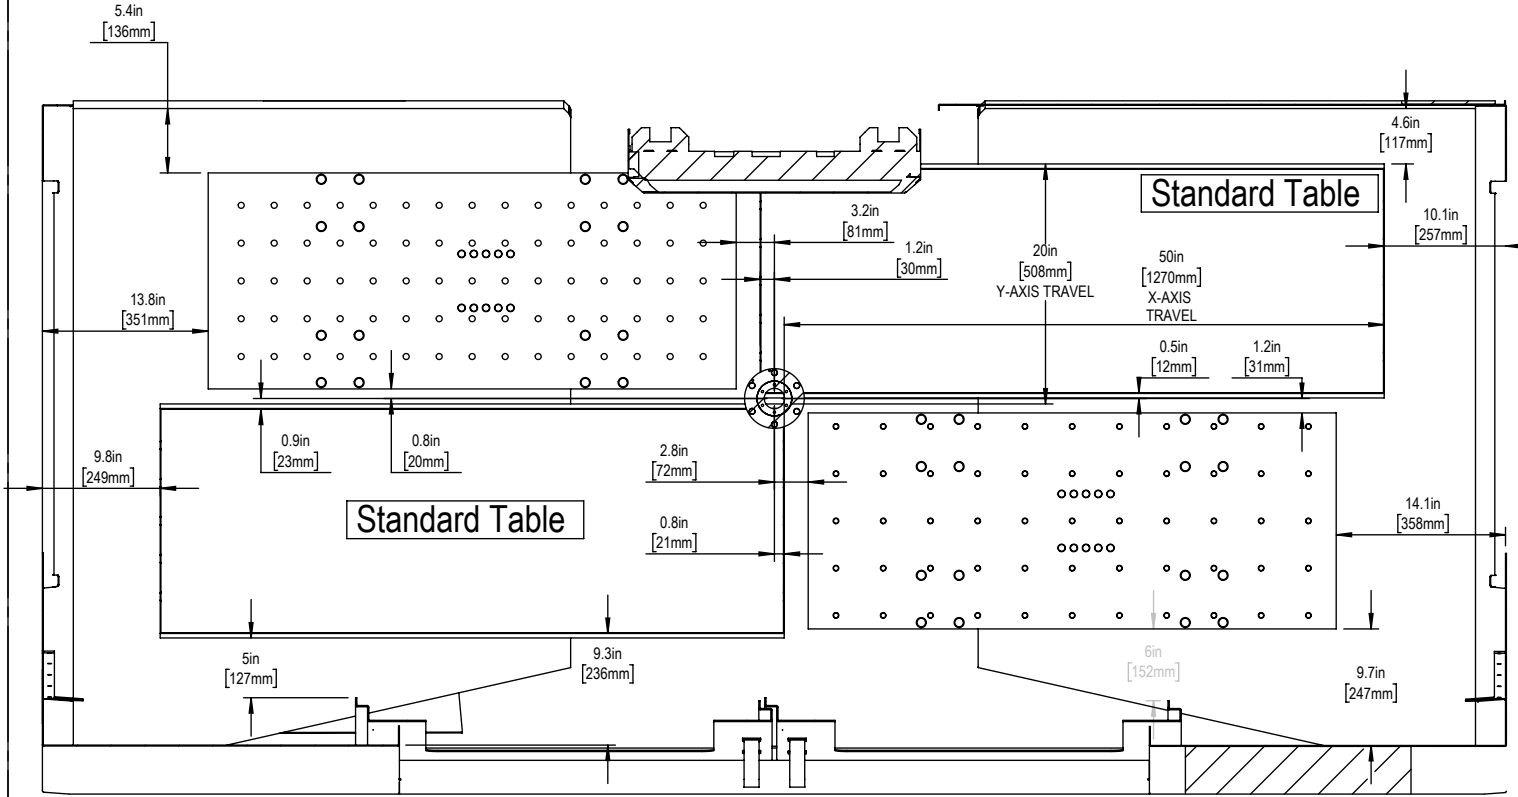 5.4in
[136mm]
4.6in
[117mm]
Standard Table
3.2in
[81mm]
10.1in
[257mm]
1.2in
[30mm]
20in
[508mm]
Y-AXIS TRAVEL
50in
[1270mm]
X-AXIS
TRAVEL
13.8in
[351mm]
0.5in
[12mm]
1.2in
[31mm]
0.9in
[23mm]
0.8in
[20mm]
9.8in
[249mm]
2.8in
[72mm]
Standard Table
14.1in
[358mm]
0.8in
[21mm]
5in
[127mm]
9.3in
[236mm]
6in
[152mm]
9.7in
[247mm]